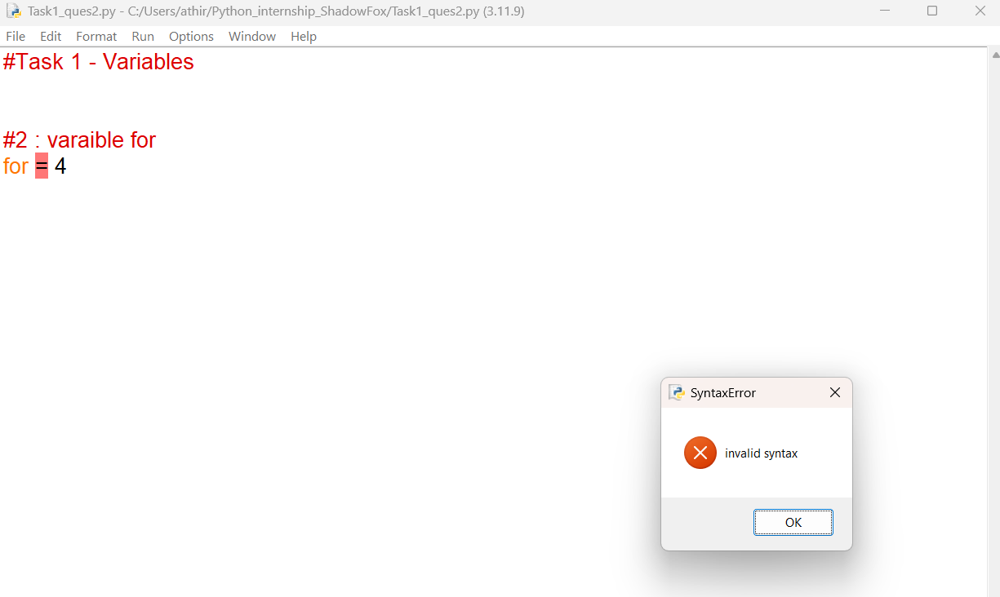 Task1_ques2.py - C:/Users/athir/Python_internship_ShadowFox/Task1_ques2.py (3.11.9)
File Edit Format Run Options Window Help
#Task 1 - Variables
#2 : varaible for
for = 4
SyntaxError
invalid syntax
OK